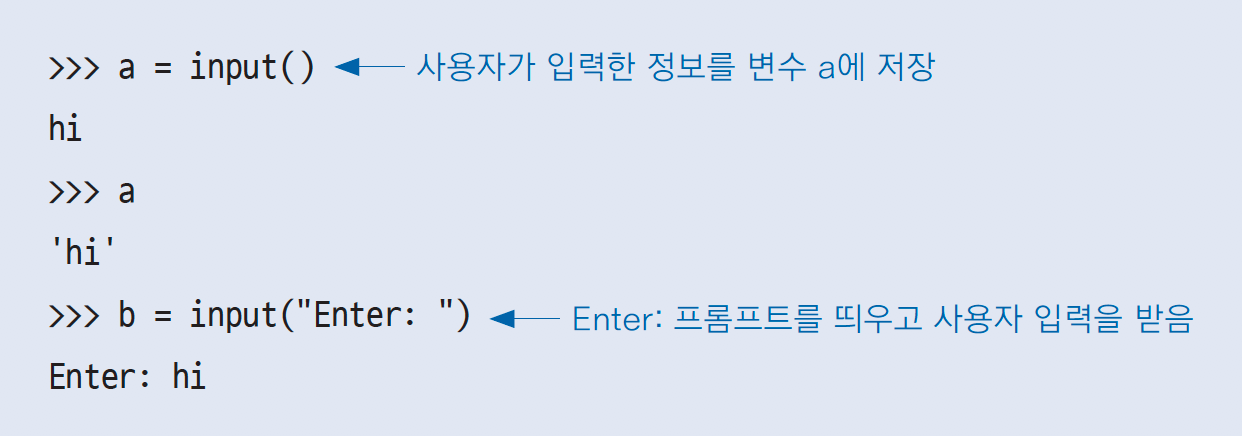 >>> a = input() 사용자가 입력한 정보를 변수 a에 저장
hi
>>> a
'hi'
>>> b = input("Enter: ") Enter: 프롬프트를 띄우고 사용자 입력을 받음
Enter: hi